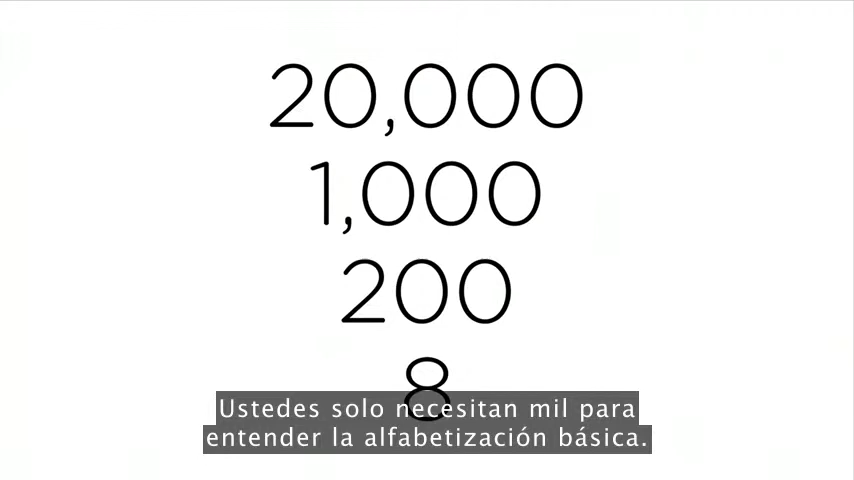 20,000
1,000
200
8
Ustedes solo necesitan mil para
entender la alfabetización básica.